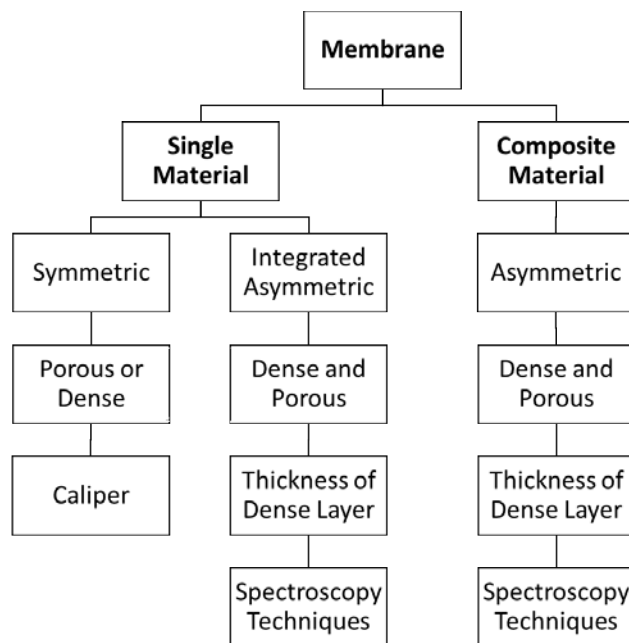 Membrane
Single
Material
Composite
Material
Symmetric
Integrated
Asymmetric
Asymmetric
Porous or
Dense
Dense and
Porous
Dense and
Porous
Caliper
Thickness of
Dense Layer
Thickness of
Dense Layer
Spectroscopy
Techniques
Spectroscopy
Techniques